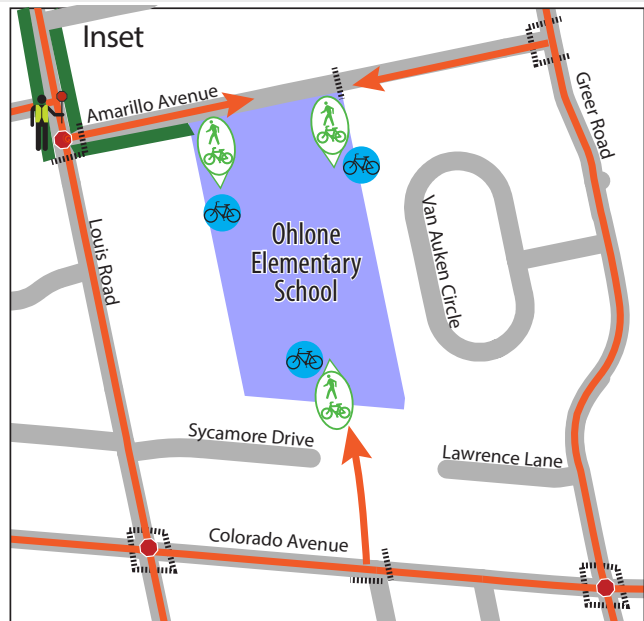 Inset
Amarillo Avenue
Greer Road
Louis Road
Van Auken Circle
Ohlone
Elementary
School
Sycamore Drive
Lawrence Lane
Colorado Avenue